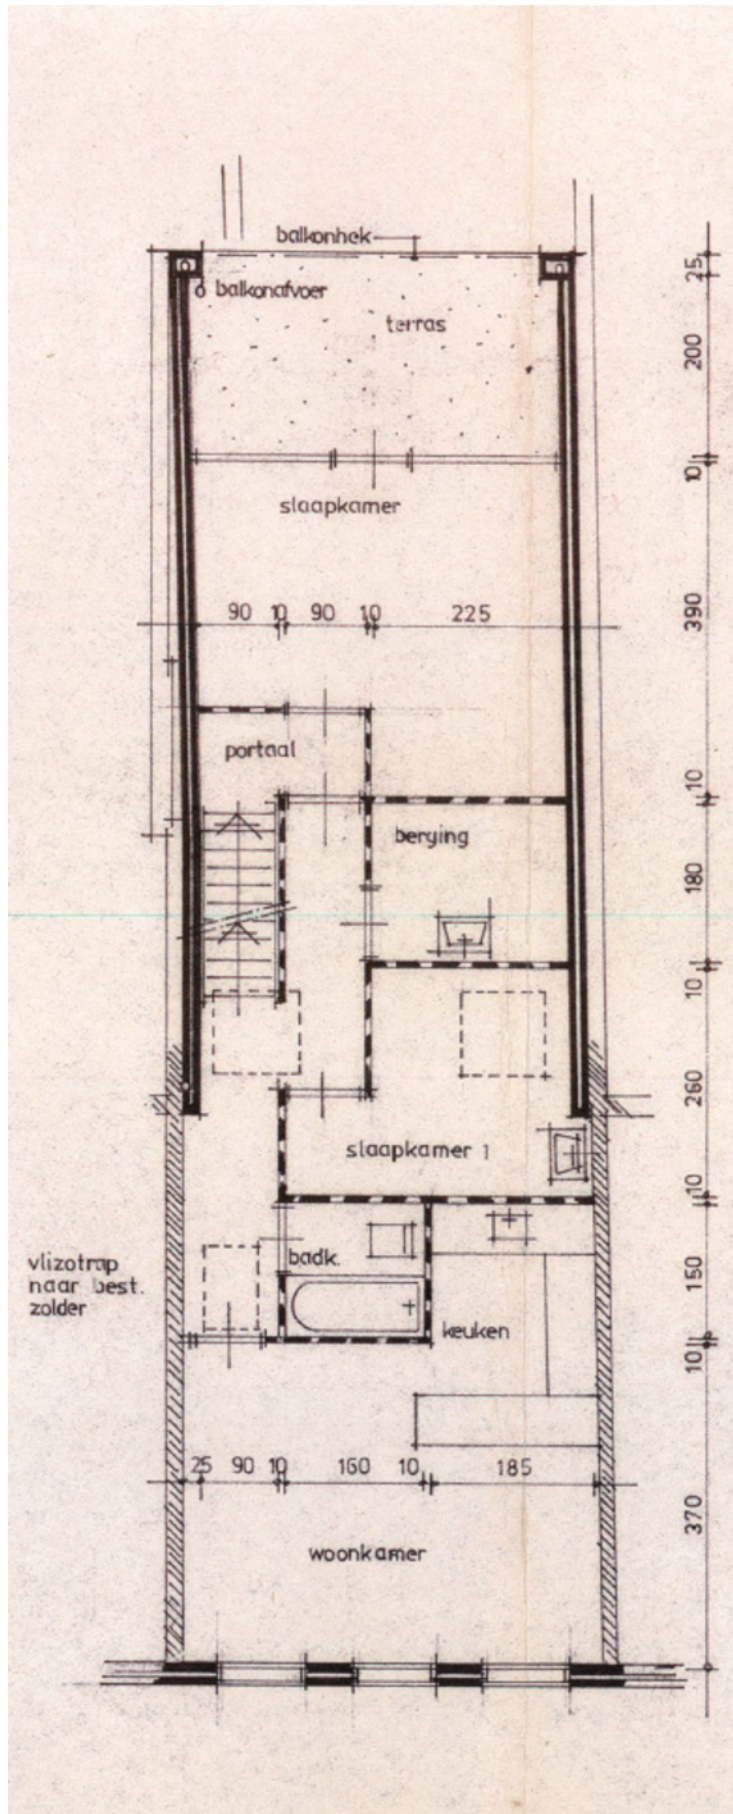 balkonhek
balkonafvoer
terras
25
200
10
slaapkamer
90 10 90 10 225
390
portaal
10
berging
180
10
260
slaapkamer 1
10
badk.
vlizotrap
naar best.
zolder
150
keuken
10
25 90 10 160 10 185
370
woonkamer